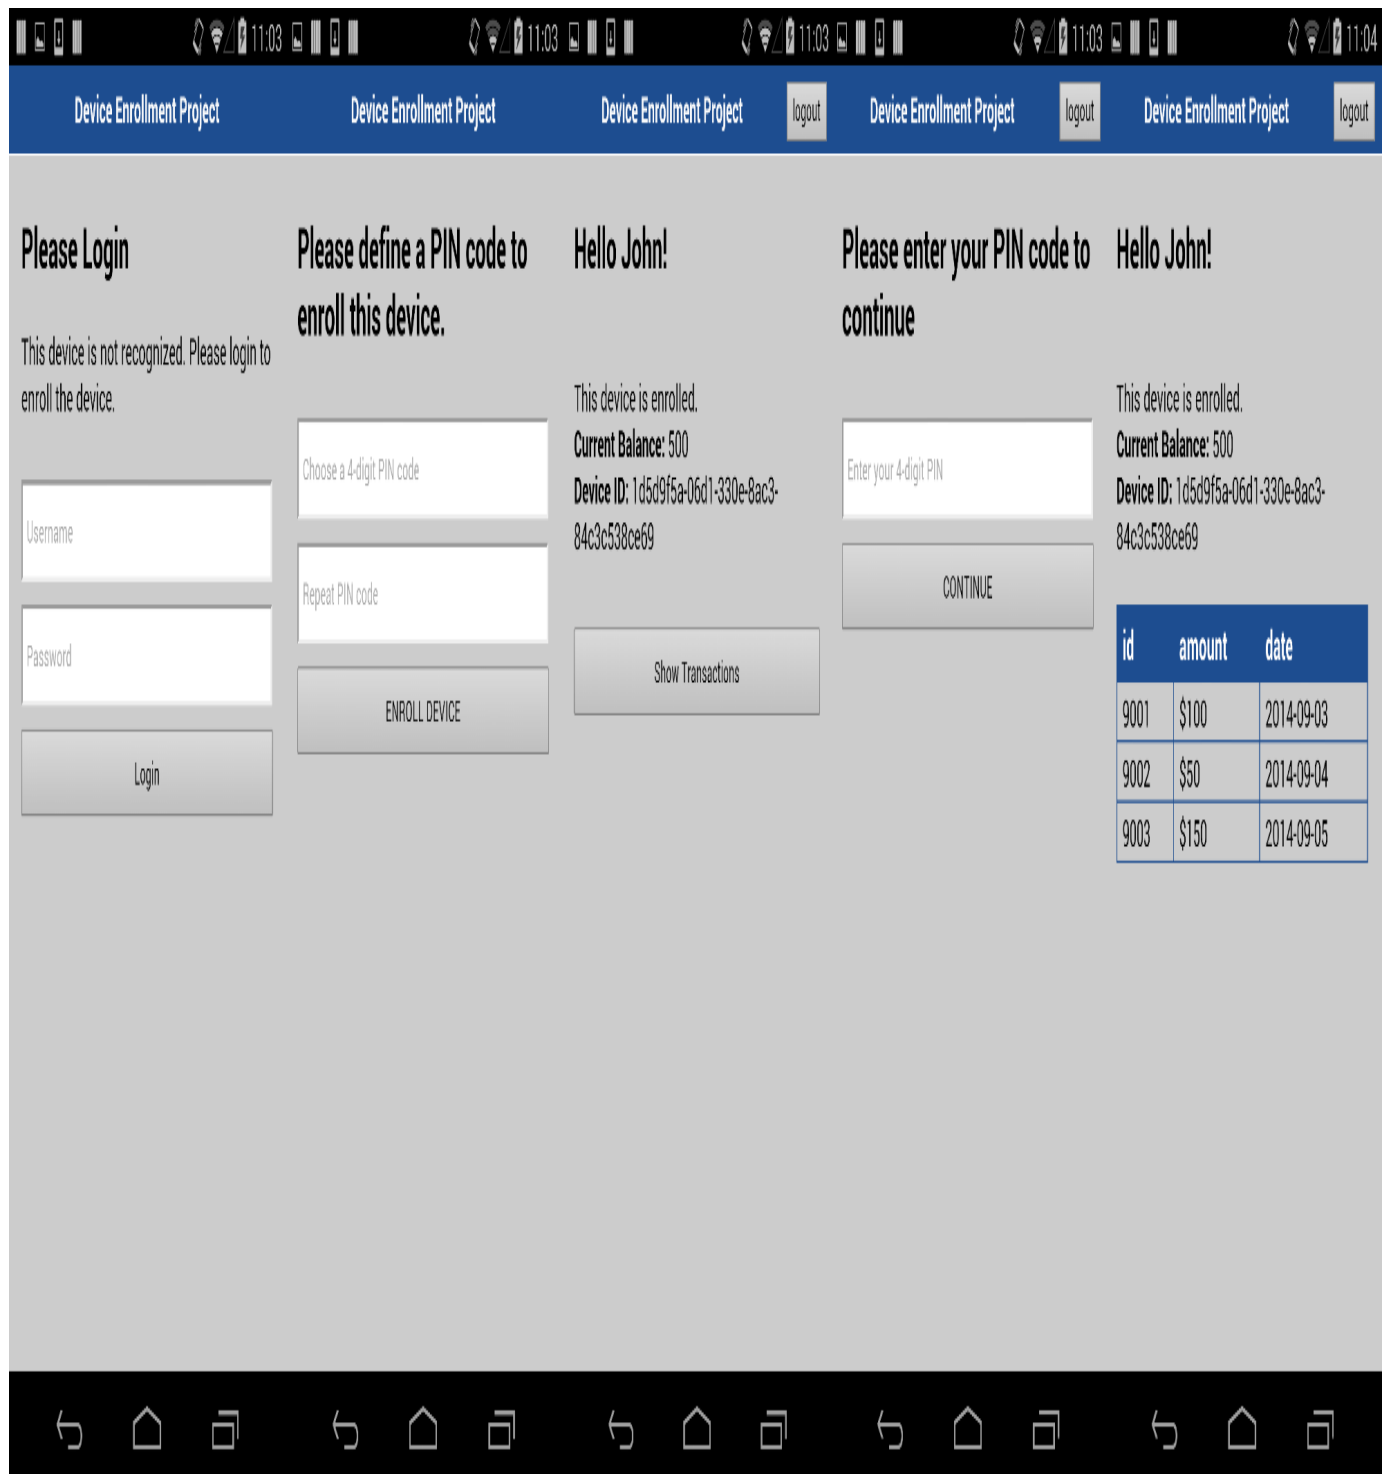 11:03
Device Enrollment Project
Please Login
This device is not recognized. Please login to
enroll the device.
Username
Password
Login
11:03
Device Enrollment Project
Please define a PIN code to
enroll this device.
Choose a 4-digit PIN code
Repeat PIN code
ENROLL DEVICE
11:03
Device Enrollment Project
logout
Hello John!
This device is enrolled.
Current Balance: 500
Device ID: 1d5d9f5a-06d1-330e-8ac3-
84c3c538ce69
Show Transactions
11:03
Device Enrollment Project
logout
Please enter your PIN code to
continue
Enter your 4-digit PIN
CONTINUE
11:04
Device Enrollment Project
logout
Hello John!
This device is enrolled.
Current Balance: 500
Device ID: 1d5d9f5a-06d1-330e-8ac3-
84c3c538ce69
id amount date
9001 $100 2014-09-03
9002 $50 2014-09-04
9003 $150 2014-09-05